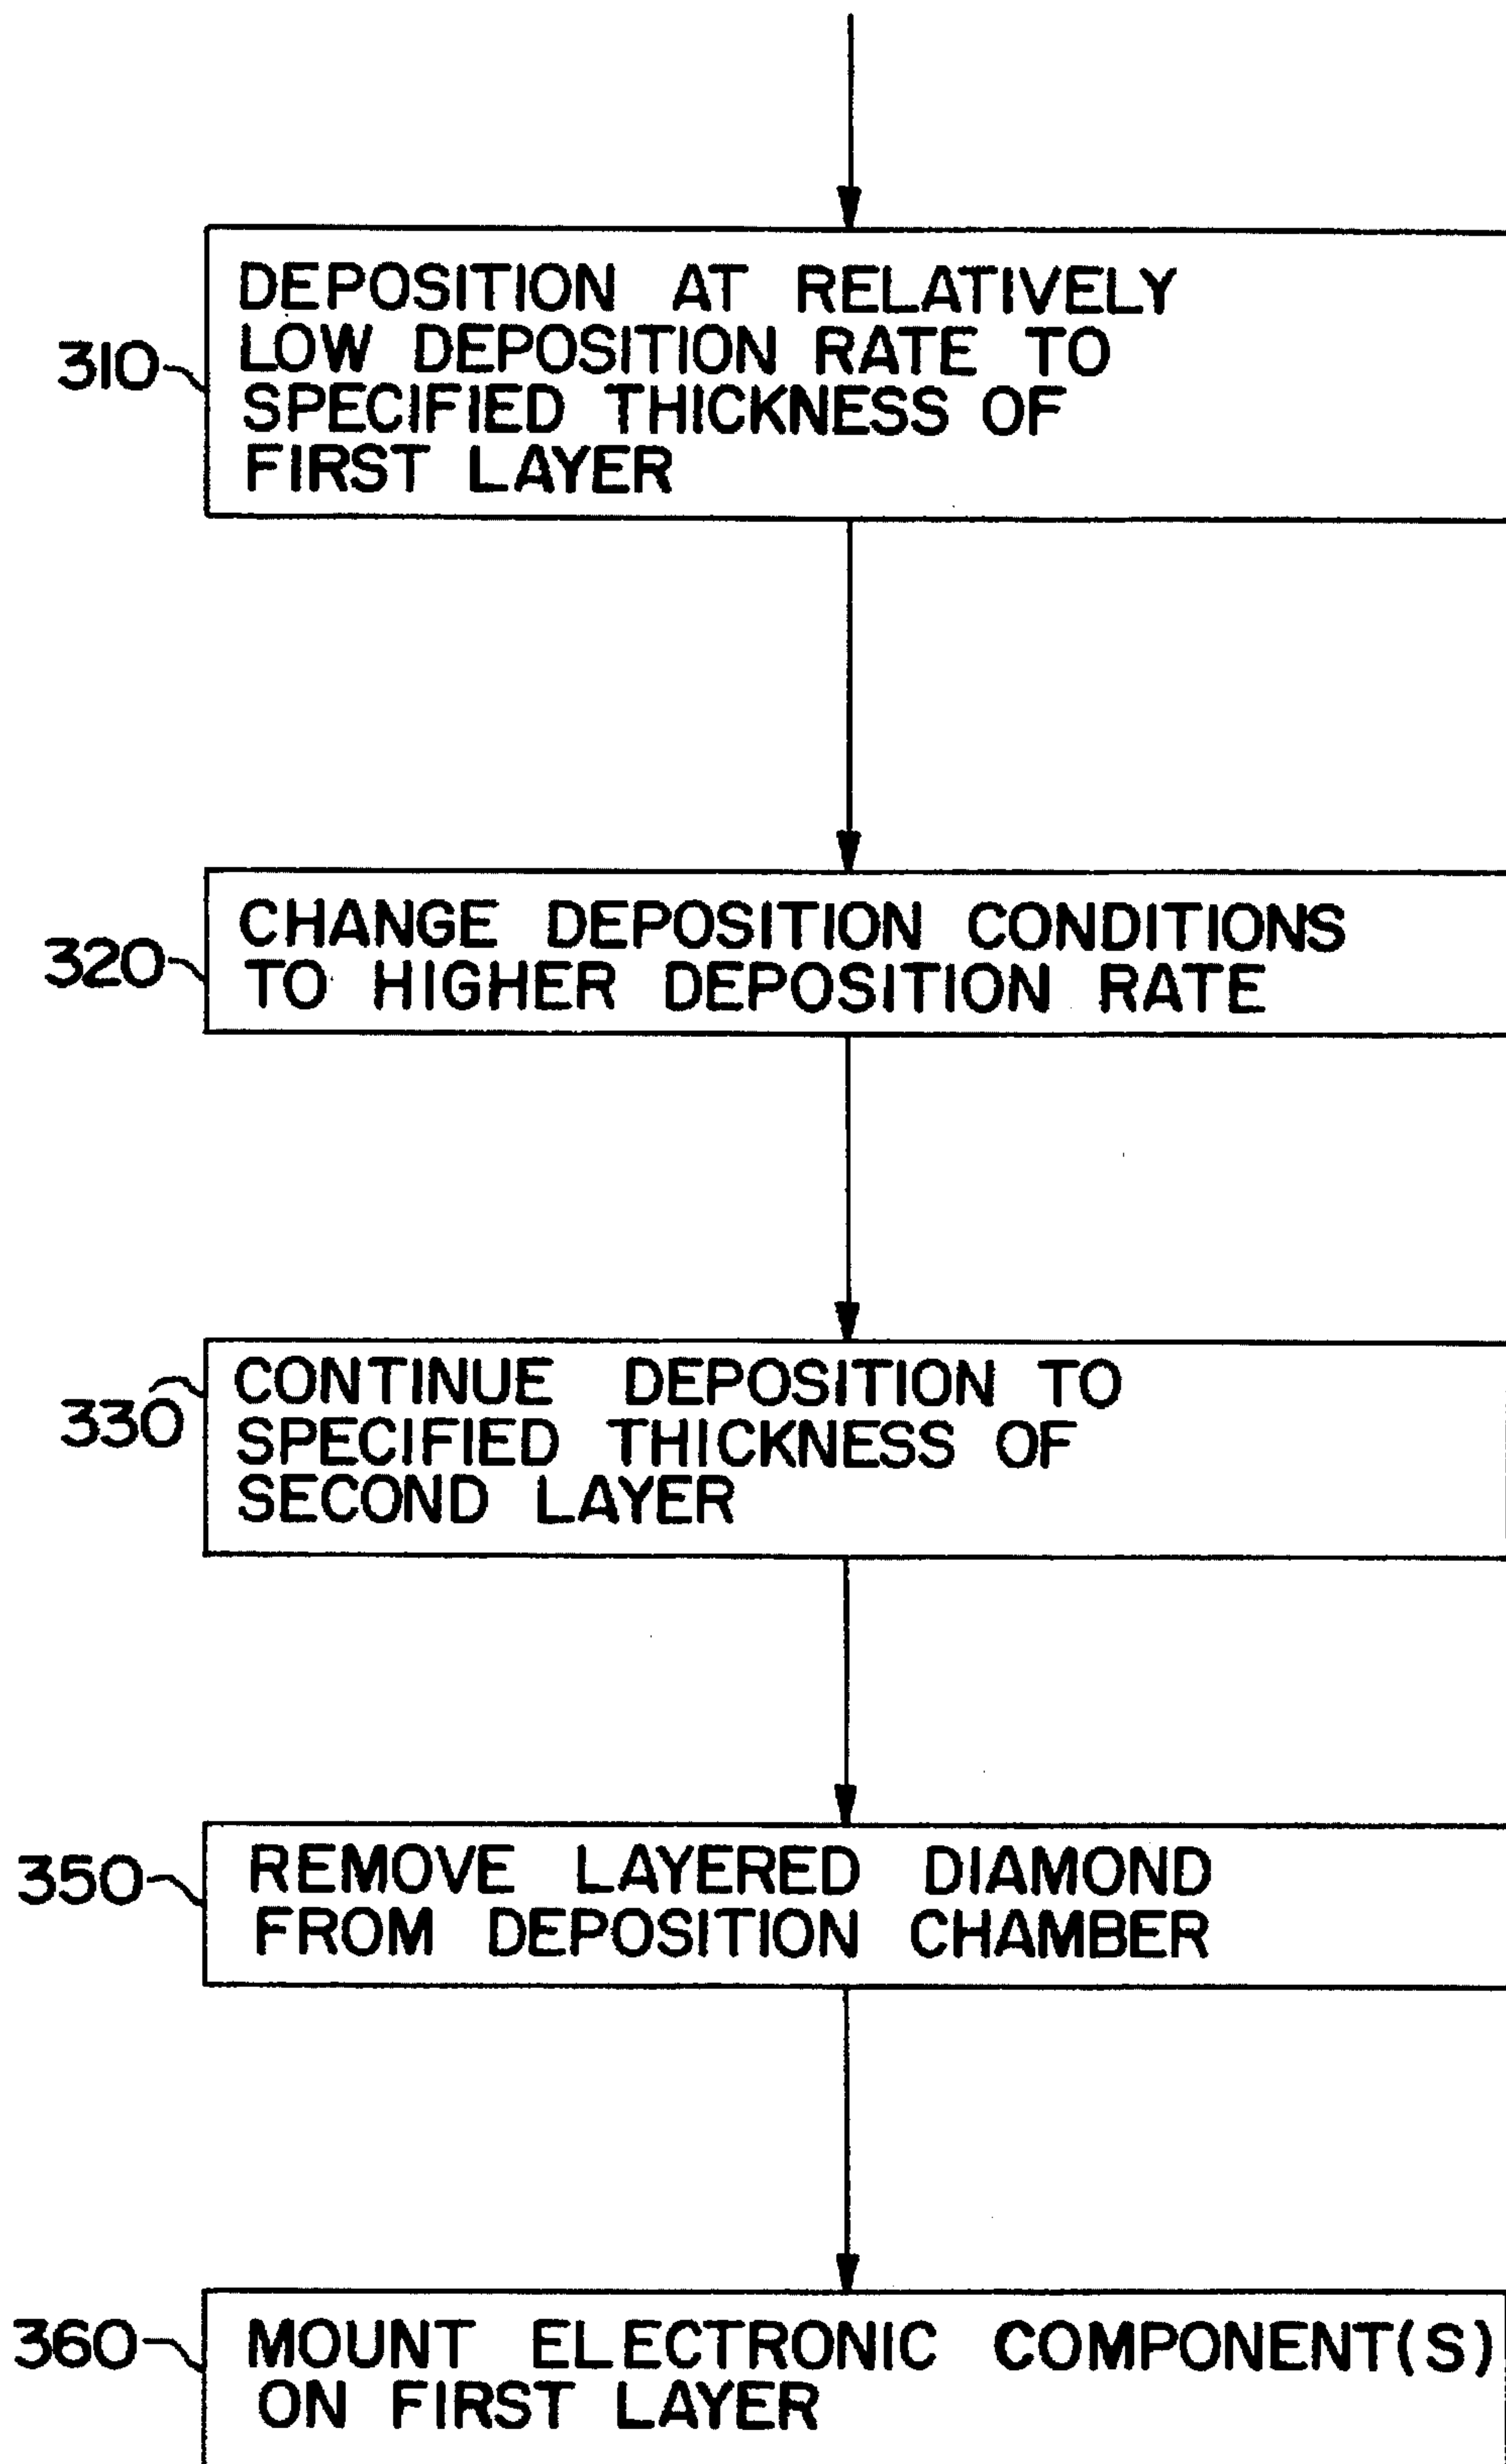 310
DEPOSITION AT RELATIVELY
LOW DEPOSITION RATE TO
SPECIFIED THICKNESS OF
FIRST LAYER
320
CHANGE DEPOSITION CONDITIONS
TO HIGHER DEPOSITION RATE
330
CONTINUE DEPOSITION TO
SPECIFIED THICKNESS OF
SECOND LAYER
350
REMOVE LAYERED DIAMOND
FROM DEPOSITION CHAMBER
360
MOUNT ELECTRONIC COMPONENT(S)
ON FIRST LAYER